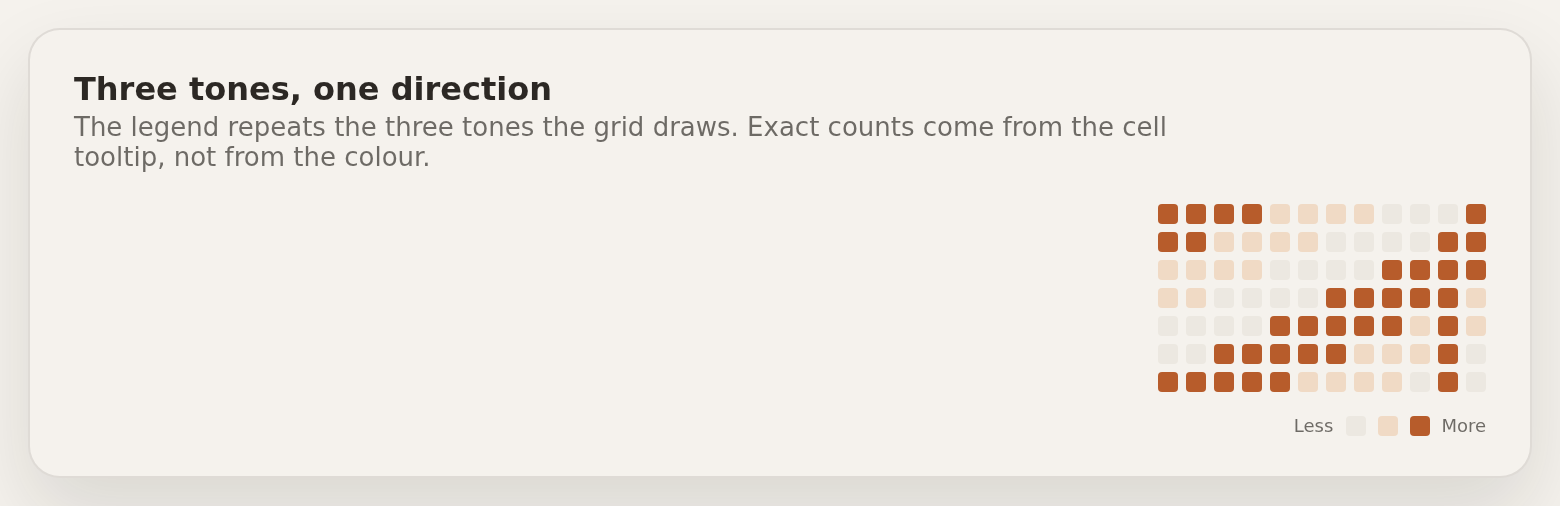 Three tones, one direction
The legend repeats the three tones the grid draws. Exact counts come from the cell
tooltip, not from the colour.
Less More